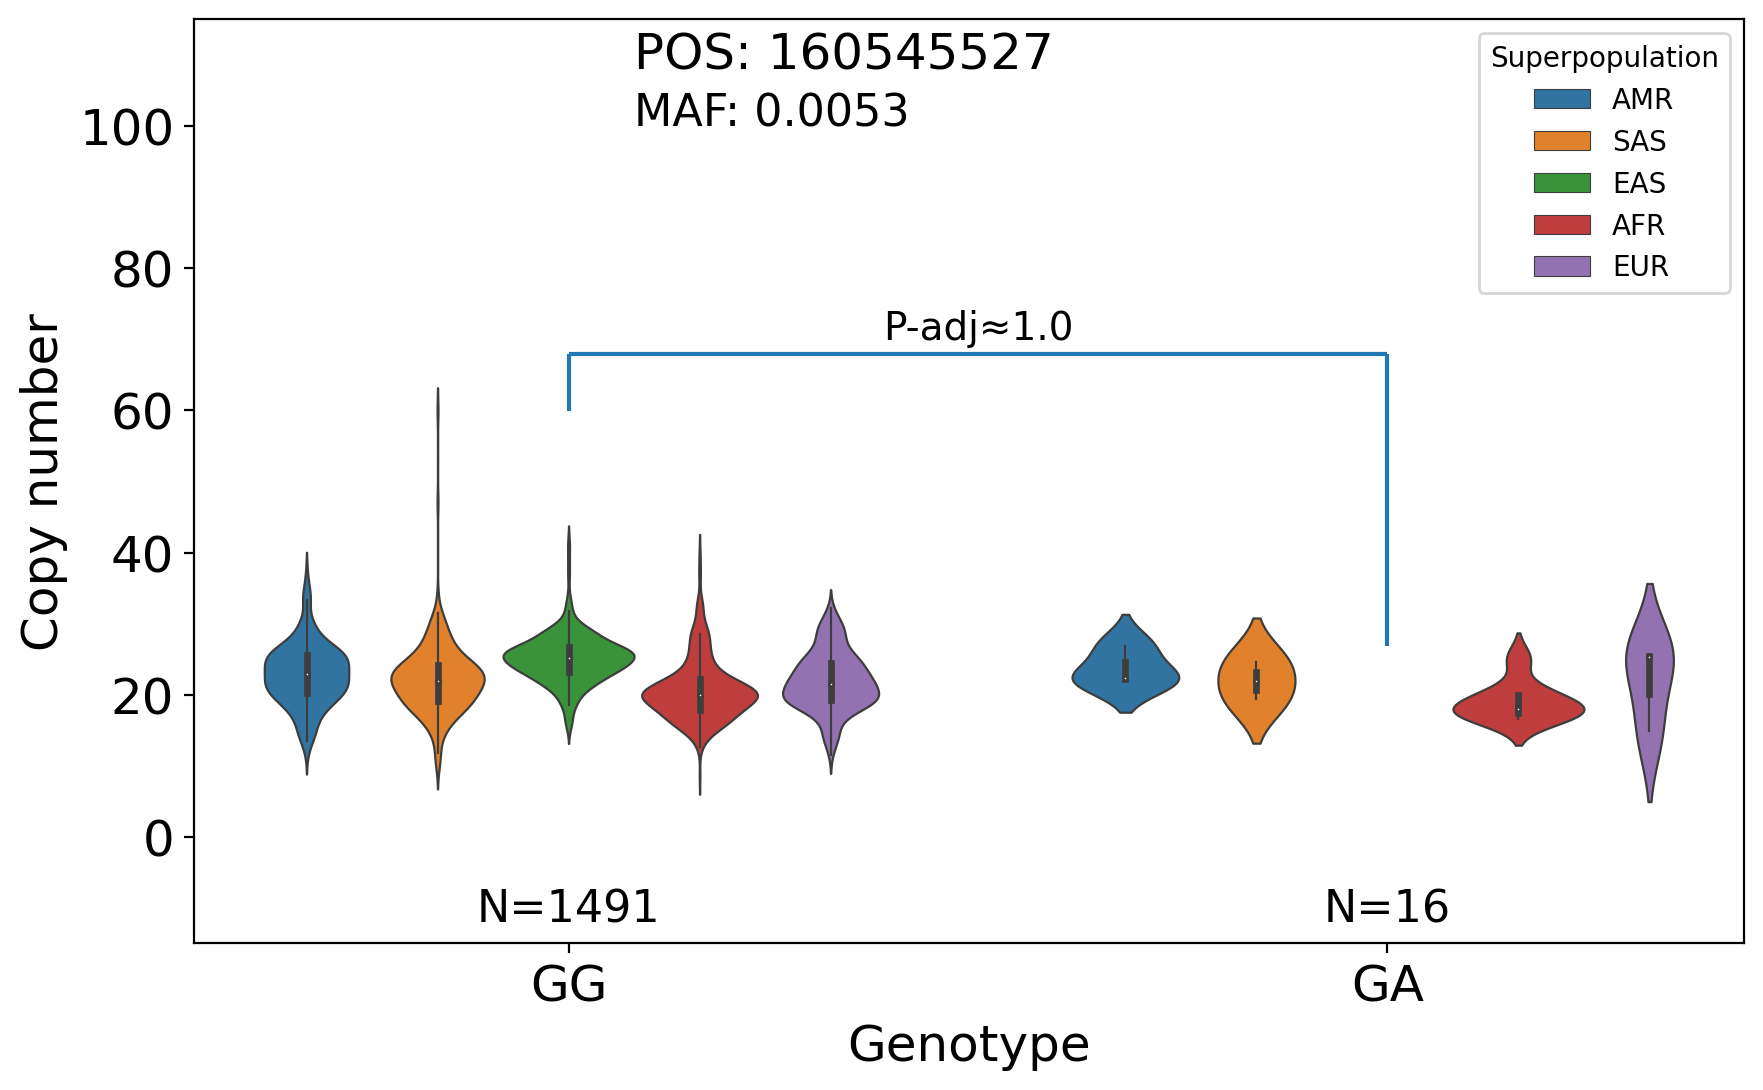 POS: 160545527
MAF: 0.0053
Superpopulation
AMR
SAS
EAS
AFR
EUR
P-adj≈1.0
Copy number
100
80
60
40
20
0
N=1491
N=16
GG
GA
Genotype